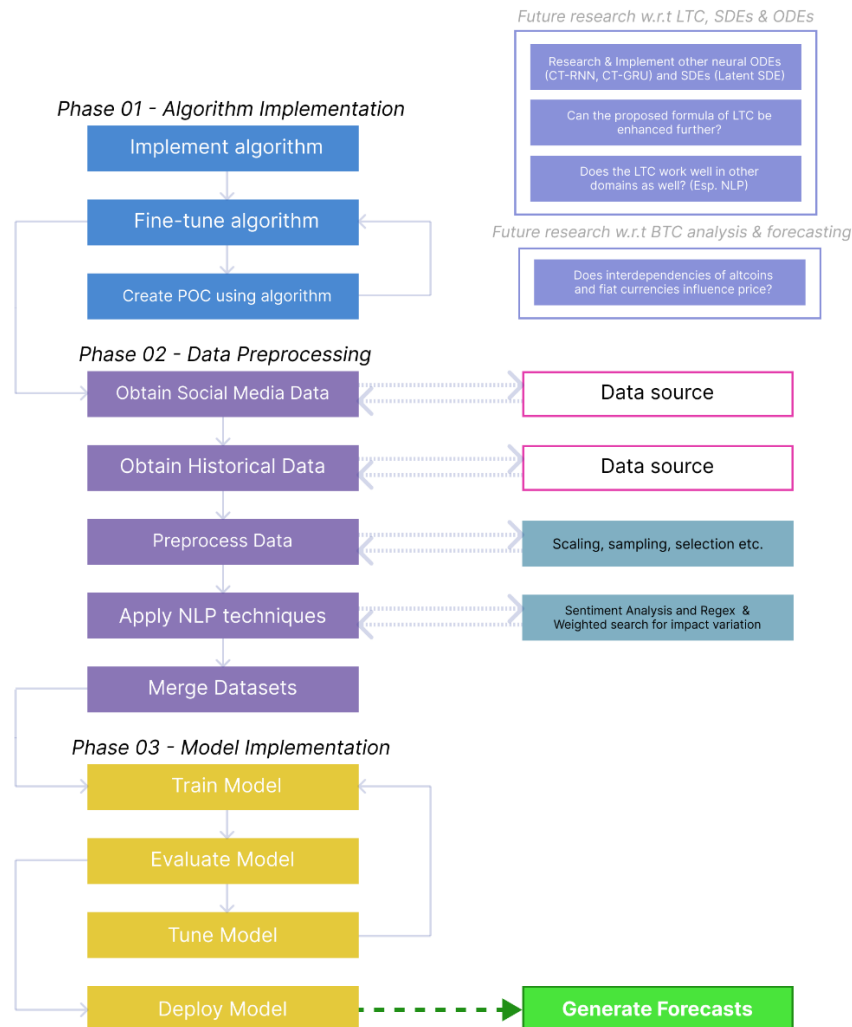 Future research w.r.t LTC, SDEs & ODEs
Research & Implement other neural ODEs
(CT-RNN, CT-GRU) and SDEs (Latent SDE)
Can the proposed formula of LTC be
enhanced further?
Does the LTC work well in other
domains as well? (Esp. NLP)
Future research w.r.t BTC analysis & forecasting
Does interdependencies of altcoins
and fiat currencies influence price?
Phase 01 - Algorithm Implementation
Implement algorithm
Fine-tune algorithm
Create POC using algorithm
Phase 02 - Data Preprocessing
Obtain Social Media Data
Data source
Obtain Historical Data
Data source
Preprocess Data
Scaling, sampling, selection etc.
Apply NLP techniques
Sentiment Analysis and Regex &
Weighted search for impact variation
Merge Datasets
Phase 03 - Model Implementation
Train Model
Evaluate Model
Tune Model
Deploy Model
Generate Forecasts